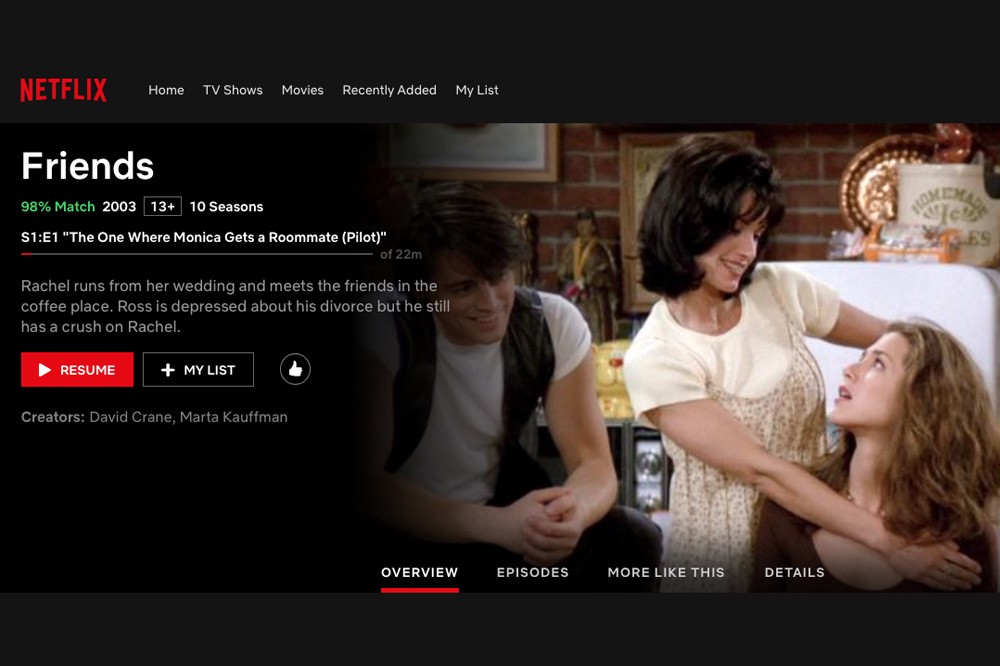 NETFLIX
Home TV Shows Movies Recently Added My List
Friends
98% Match 2003 13+ 10 Seasons
S1:E1 "The One Where Monica Gets a Roommate (Pilot)"
of 22m
Rachel runs from her wedding and meets the friends in the
coffee place. Ross is depressed about his divorce but he still
has a crush on Rachel.
RESUME MY LIST
Creators: David Crane, Marta Kauffman
HOMEMADE
OVERVIEW EPISODES MORE LIKE THIS DETAILS